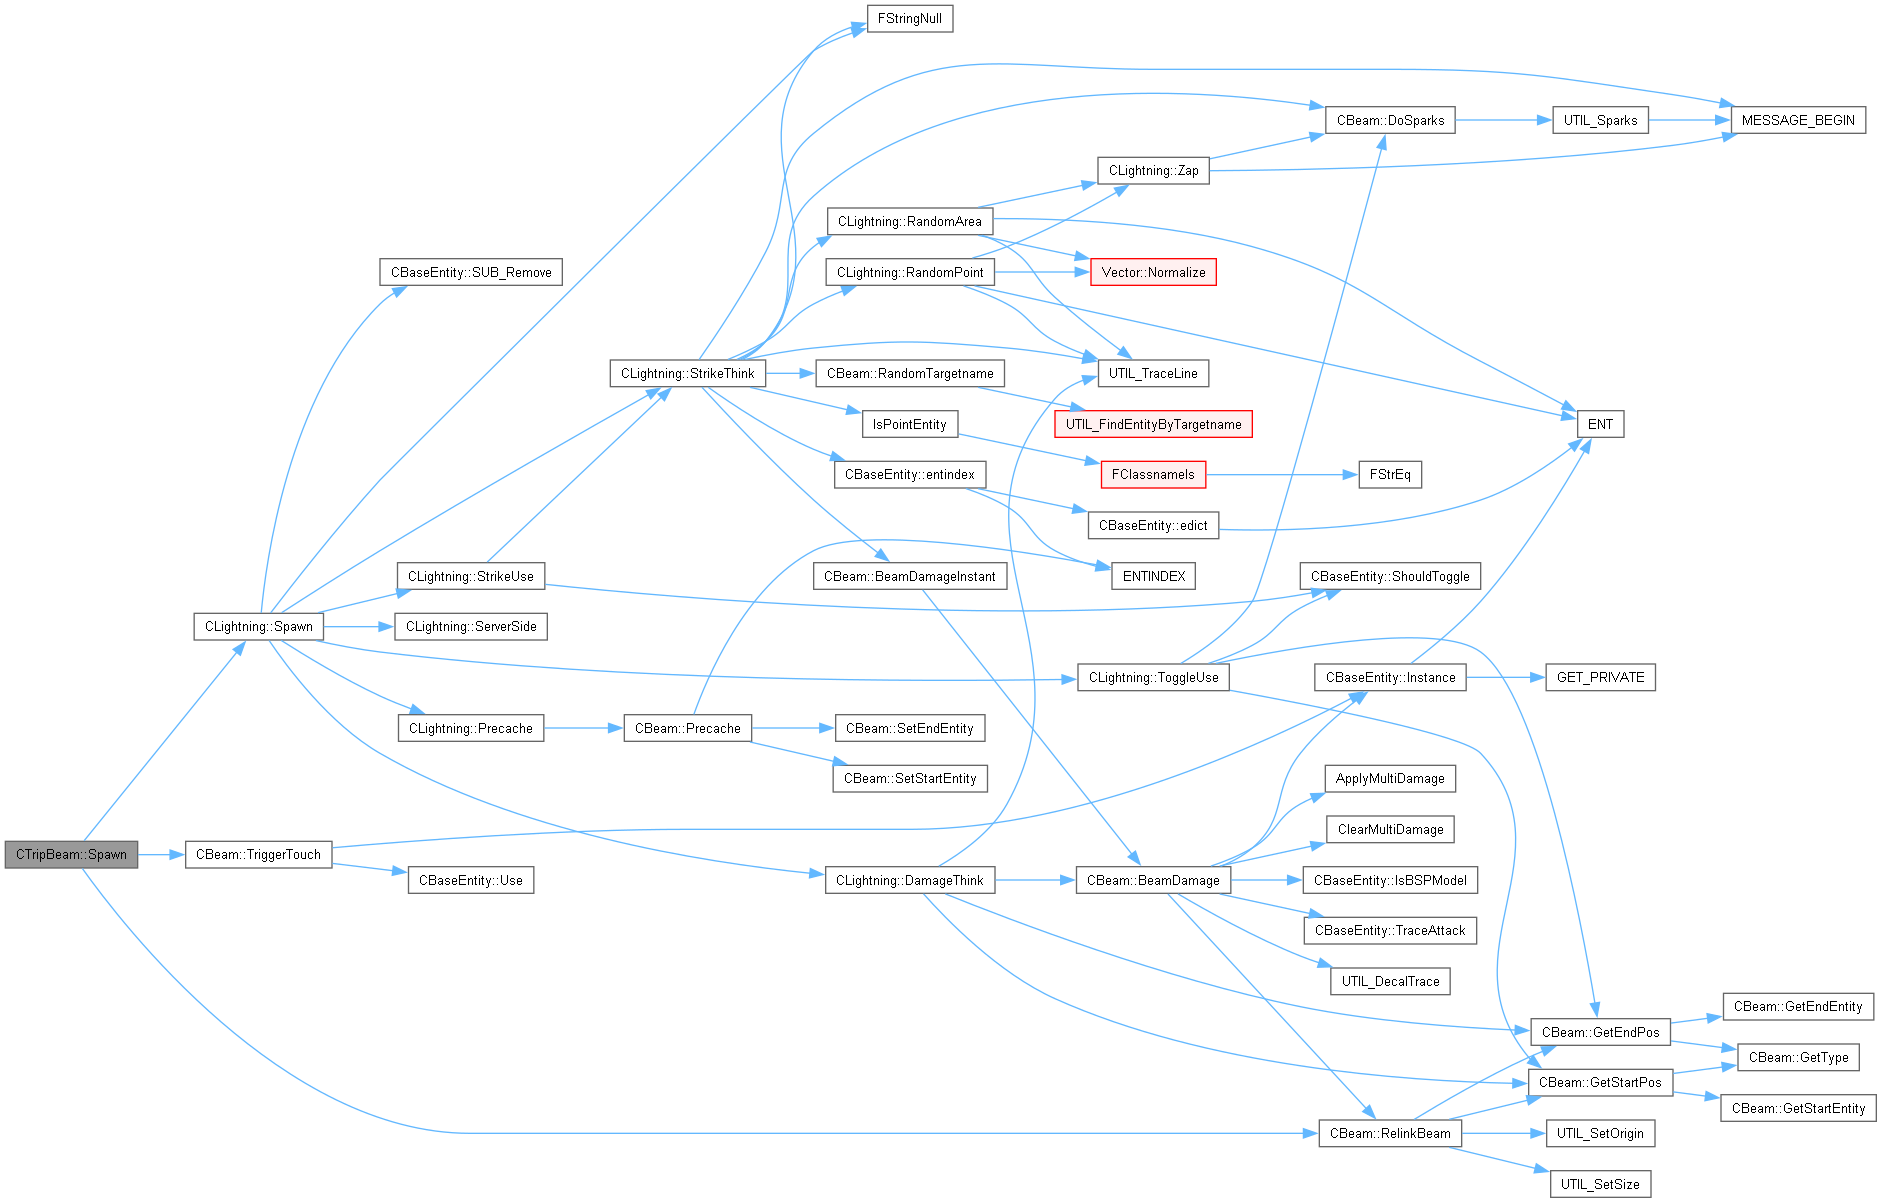 FStringNull
CBeam::DoSparks
UTIL_Sparks
MESSAGE_BEGIN
CLightning::Zap
CLightning::RandomArea
CBaseEntity::SUB_Remove
CLightning::RandomPoint
Vector::Normalize
CLightning::StrikeThink
CBeam::RandomTargetname
UTIL_TraceLine
IsPointEntity
UTIL_FindEntityByTargetname
ENT
CBaseEntity::entindex
FClassnameIs
FStrEq
CBaseEntity::edict
CLightning::StrikeUse
CBeam::BeamDamageInstant
ENTINDEX
CBaseEntity::ShouldToggle
CLightning::Spawn
CLightning::ServerSide
CLightning::ToggleUse
CBaseEntity::Instance
GET_PRIVATE
CLightning::Precache
CBeam::Precache
CBeam::SetEndEntity
CBeam::SetStartEntity
ApplyMultiDamage
ClearMultiDamage
CTripBeam::Spawn
CBeam::TriggerTouch
CBaseEntity::Use
CLightning::DamageThink
CBeam::BeamDamage
CBaseEntity::IsBSPModel
CBaseEntity::TraceAttack
UTIL_DecalTrace
CBeam::GetEndEntity
CBeam::GetEndPos
CBeam::GetType
CBeam::GetStartPos
CBeam::GetStartEntity
CBeam::RelinkBeam
UTIL_SetOrigin
UTIL_SetSize